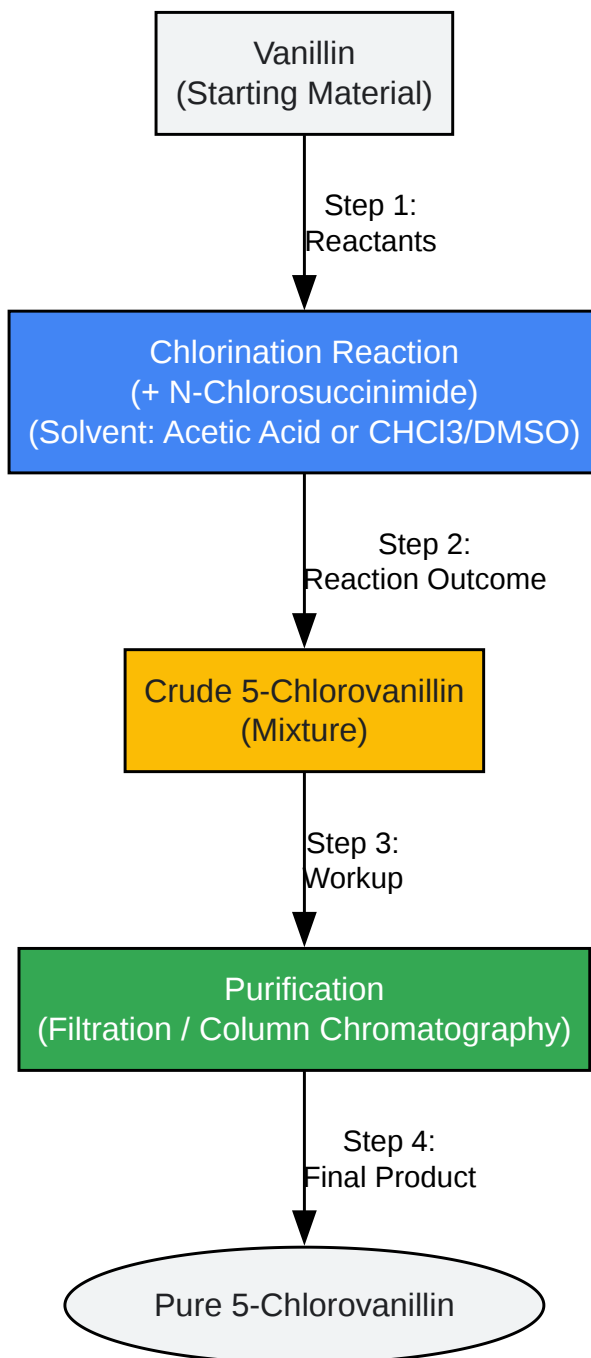 Vanillin
(Starting Material)
Step 1:
Reactants
Chlorination Reaction
(+ N-Chlorosuccinimide)
(Solvent: Acetic Acid or CHCl3/DMSO)
Step 2:
Reaction Outcome
Crude 5-Chlorovanillin
(Mixture)
Step 3:
Workup
Purification
(Filtration / Column Chromatography)
Step 4:
Final Product
Pure 5-Chlorovanillin